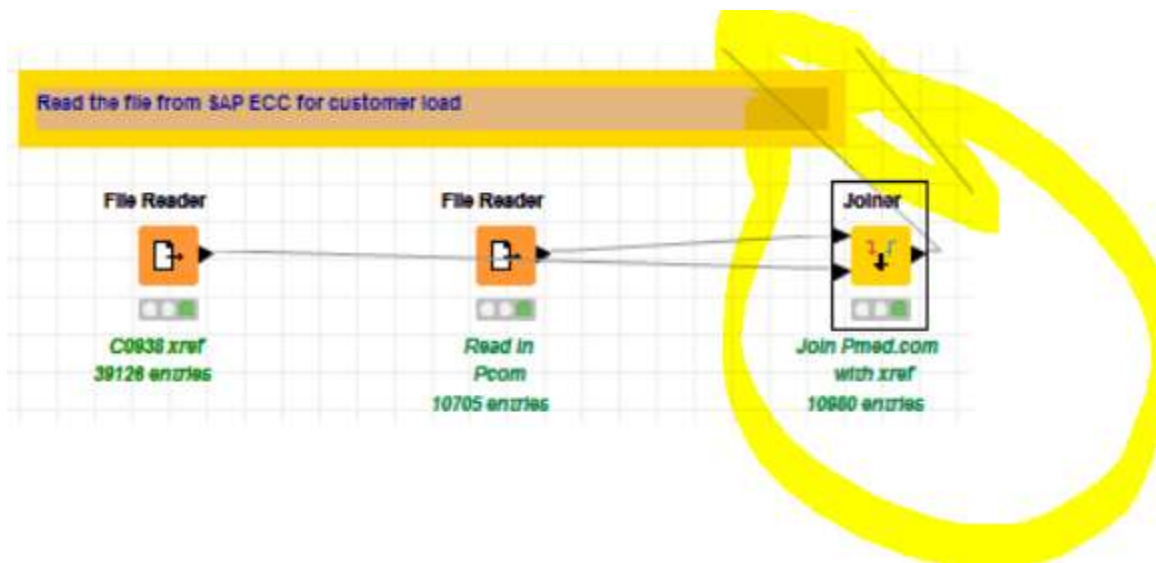 Read the file from SAP ECC for customer load
File Reader
File Reader
Joiner
C0938 xref
39126 entries
Read in
Pcom
10705 entries
Join Pmed.com
with xref
10980 entries